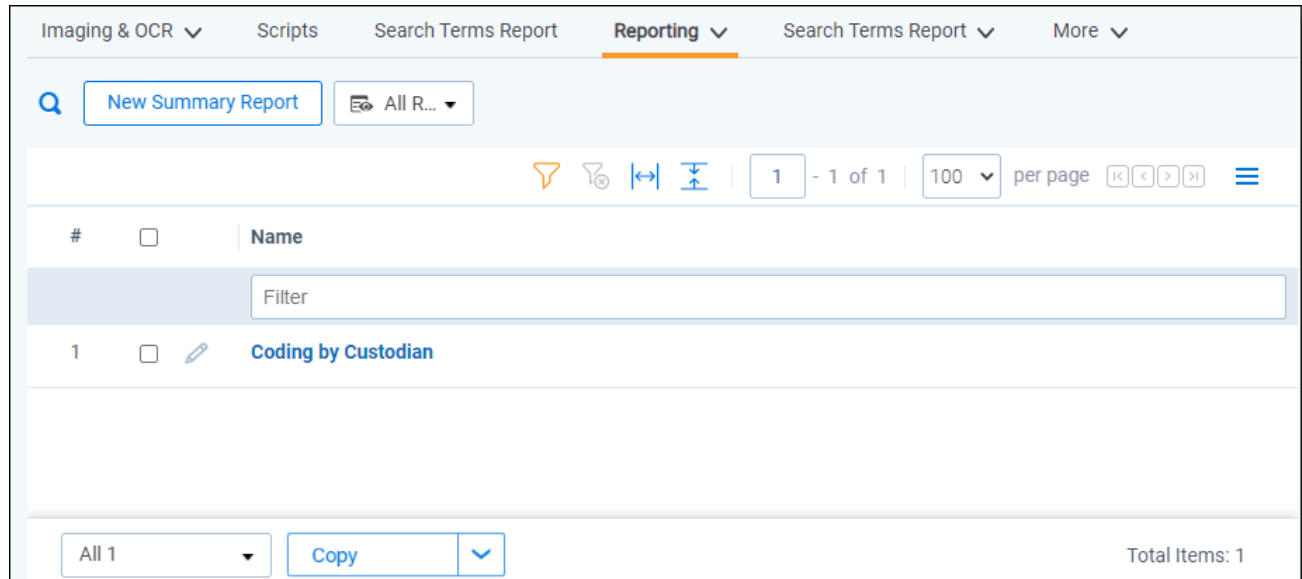 Imaging & OCR Scripts Search Terms Report Reporting Search Terms Report More
New Summary Report All R...
1 - 1 of 1 100 per page
# Name
Filter
1 Coding by Custodian
All 1 Copy Total Items: 1